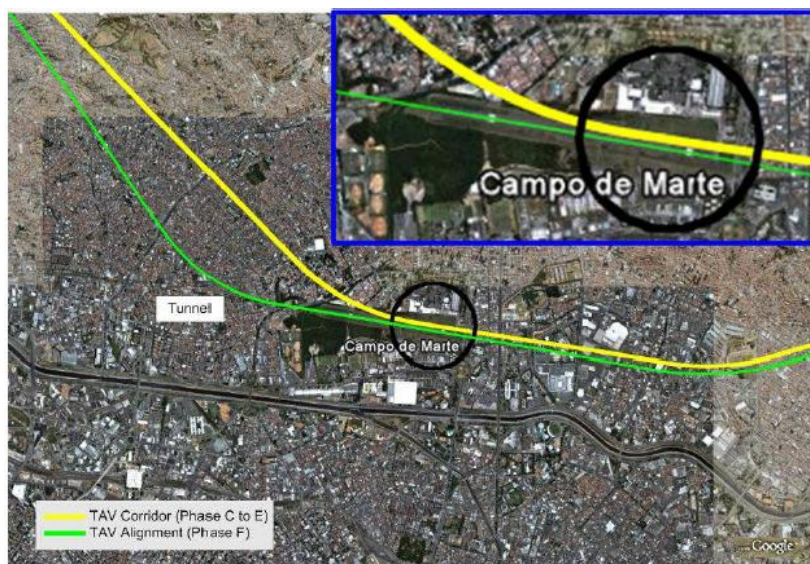 Campo de Marte
Tunnell
Campo de Marte
TAV Corridor (Phase C to E)
TAV Alignment (Phase F)
Google